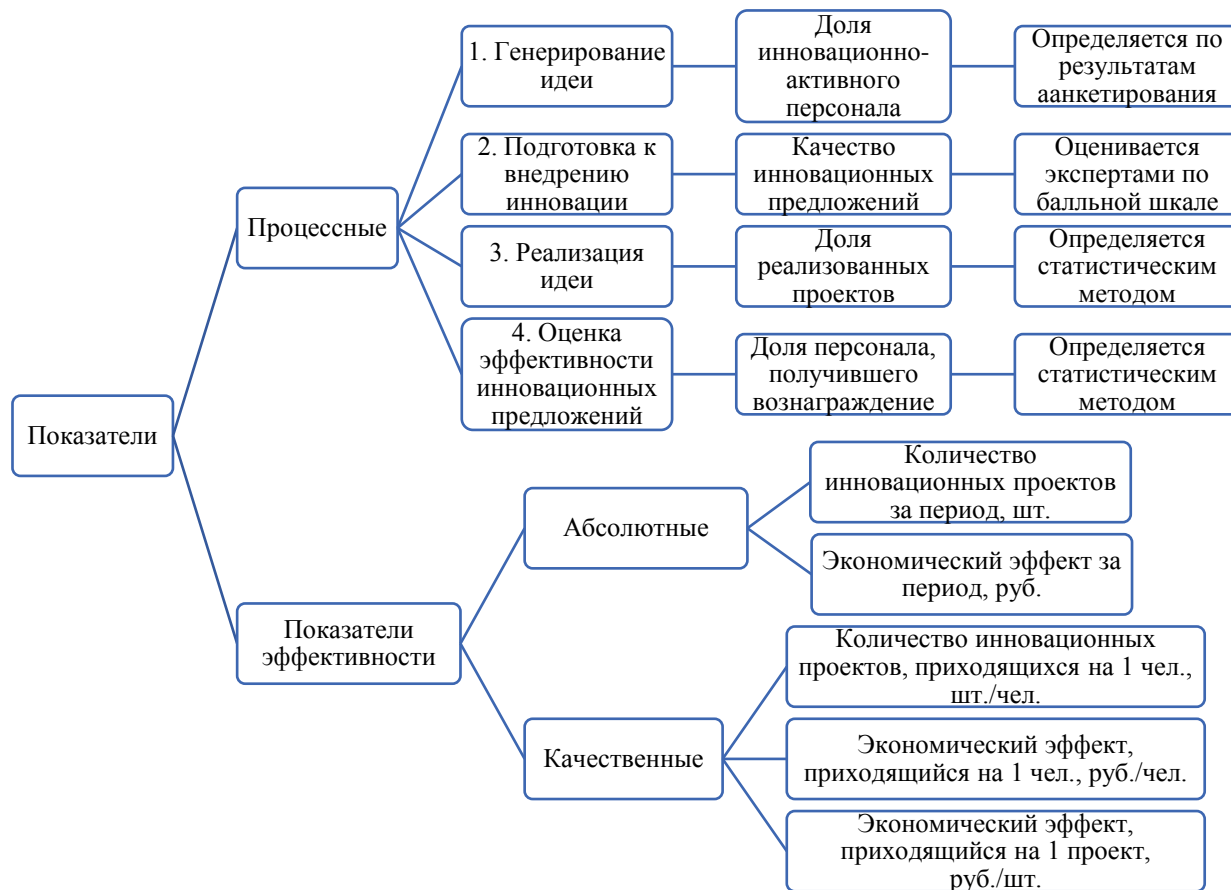 1. Генерирование
идеи
Доля
инновационно-
активного
персонала
Определяется по
результатам
аанкетирования
2. Подготовка к
внедрению
инновации
Качество
инновационных
предложений
Оценивается
экспертами по
балльной шкале
Процессные
3. Реализация
идеи
Доля
реализованных
проектов
Определяется
статистическим
методом
4. Оценка
эффективности
инновационных
предложений
Доля персонала,
получившего
вознаграждение
Определяется
статистическим
методом
Показатели
Абсолютные
Количество
инновационных проектов
за период, шт.
Экономический эффект за
период, руб.
Показатели
эффективности
Качественные
Количество инновационных
проектов, приходящихся на 1 чел.,
шт./чел.
Экономический эффект,
приходящийся на 1 чел., руб./чел.
Экономический эффект,
приходящийся на 1 проект,
руб./шт.